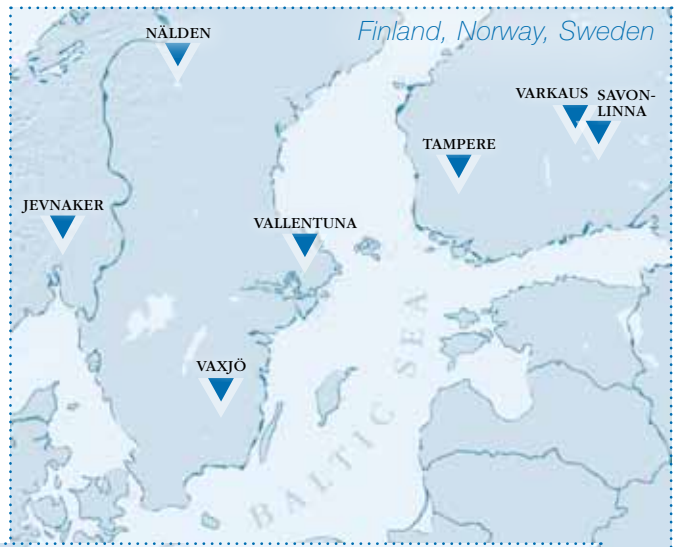 Finland, Norway, Sweden
NÄLDEN
VARKAUS
SAVON-
LINNA
TAMPERE
JEVNAKER
VALLENTUNA
VAXJÖ
BALTIC SEA